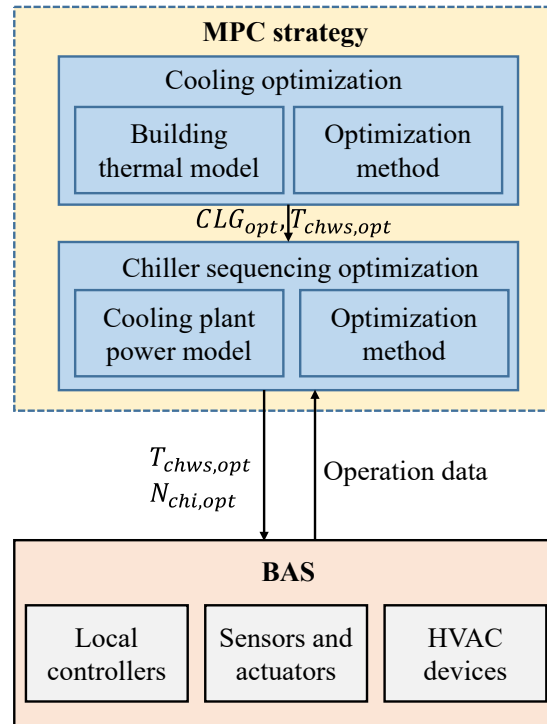 MPC strategy
Cooling optimization
Building
thermal model
Optimization
method
CLG_opt, T_chws,opt
Chiller sequencing optimization
Cooling plant
power model
Optimization
method
T_chws,opt
N_chi,opt
Operation data
BAS
Local
controllers
Sensors and
actuators
HVAC
devices